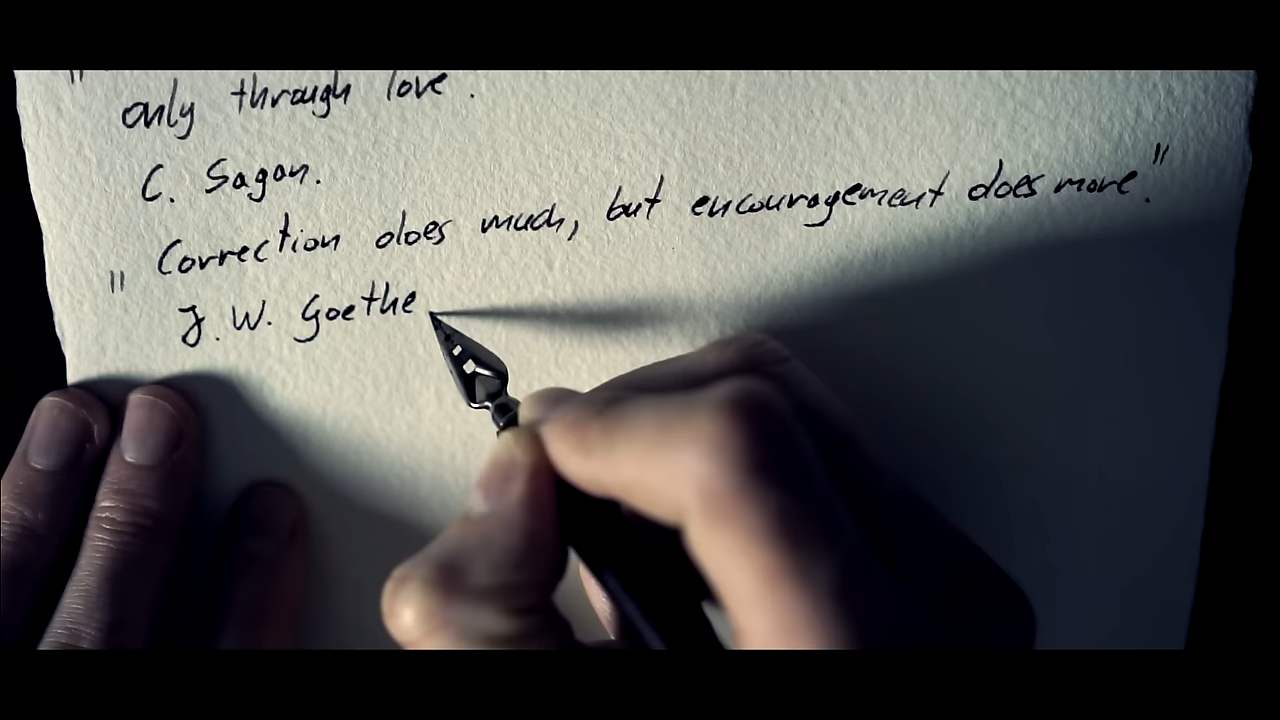 "
only through love.
C. Sagan.
" Correction does much, but encouragement does more."
J. W. Goethe